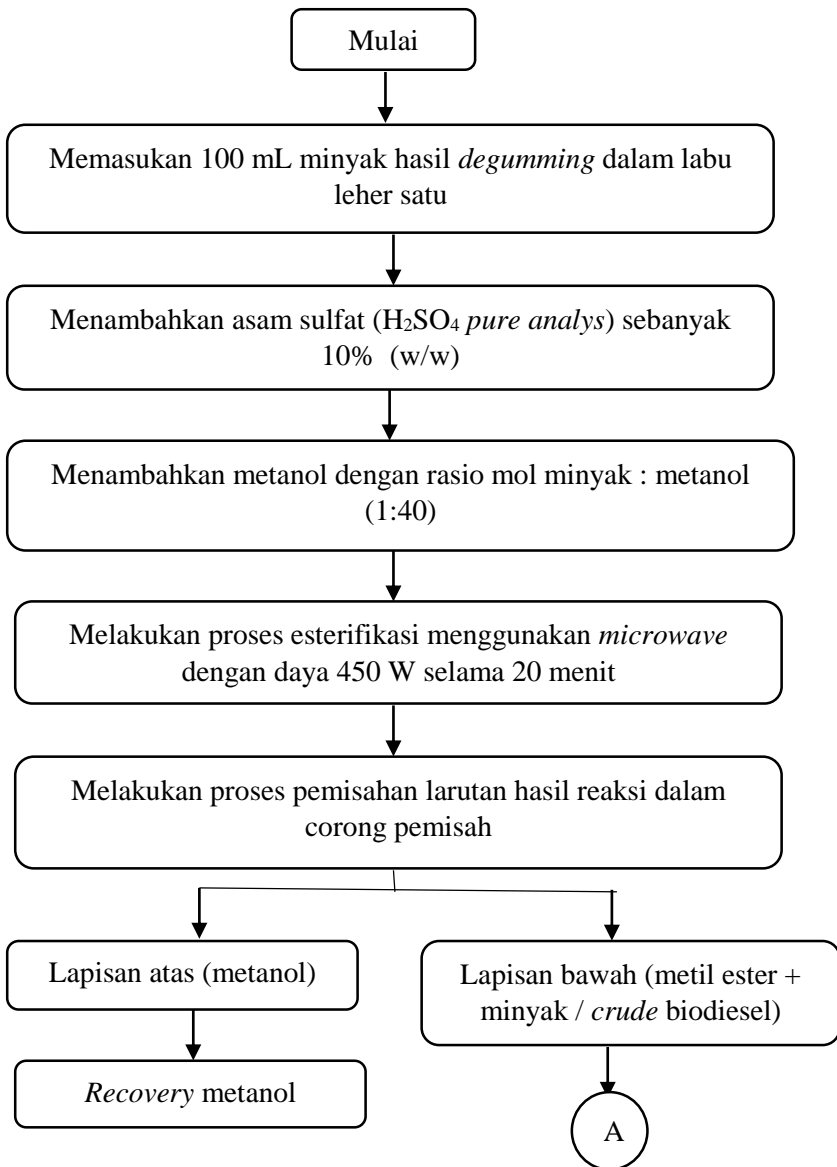 Mulai
Memasukan 100 mL minyak hasil degumming dalam labu
leher satu
Menambahkan asam sulfat (H₂SO₄ pure analys) sebanyak
10% (w/w)
Menambahkan metanol dengan rasio mol minyak : metanol
(1:40)
Melakukan proses esterifikasi menggunakan microwave
dengan daya 450 W selama 20 menit
Melakukan proses pemisahan larutan hasil reaksi dalam
corong pemisah
Lapisan atas (metanol)
Lapisan bawah (metil ester +
minyak / crude biodiesel)
Recovery metanol
A